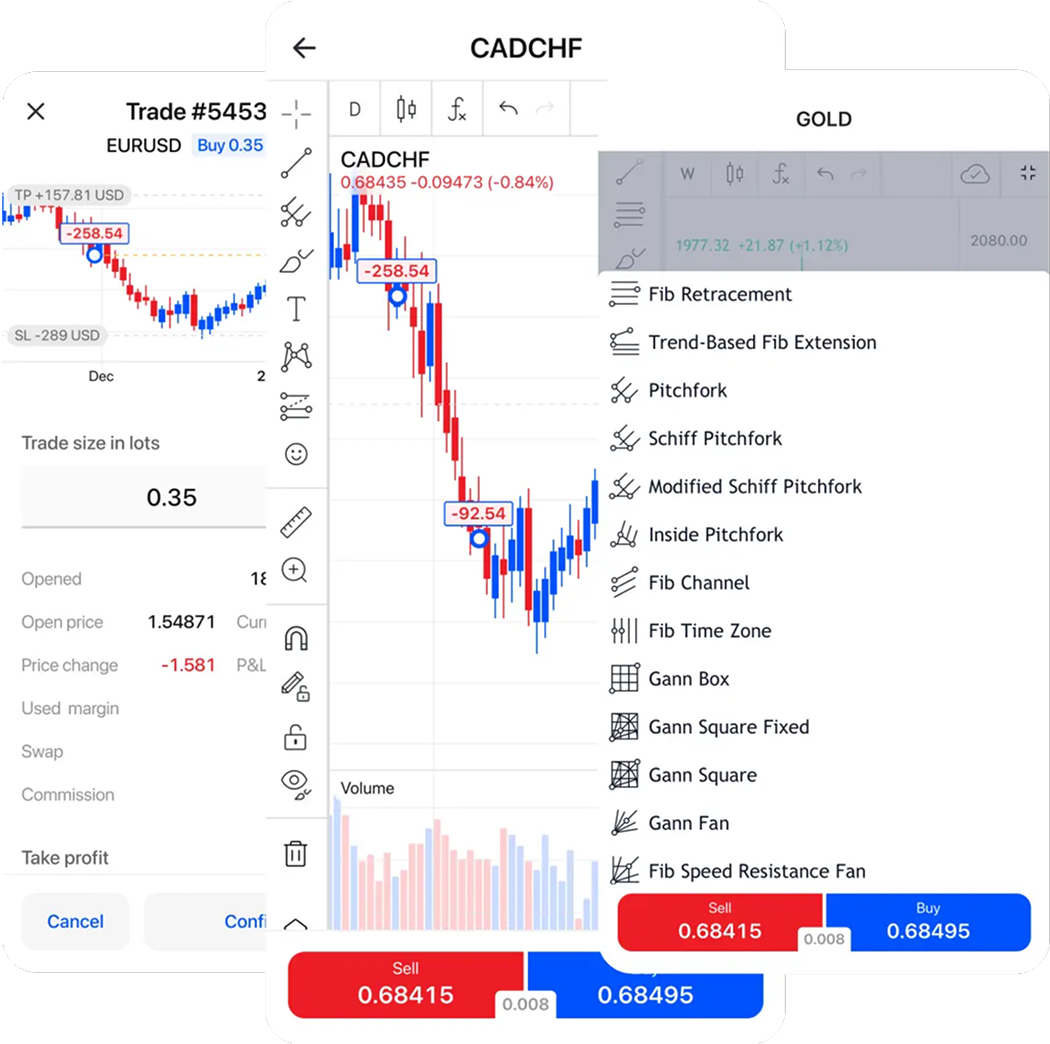 Trade #5453
EURUSD Buy 0.35
TP +157.81 USD
-258.54
SL -289 USD
Dec 2
Trade size in lots
0.35
Opened 18
Open price 1.54871 Curr
Price change -1.581 P&L
Used margin
Swap
Commission
Take profit
Cancel Confi
CADCHF
D
CADCHF
0.68435 -0.09473 (-0.84%)
-258.54
-92.54
T
Volume
Sell
0.68415
0.008
0.68495
GOLD
W
1977.32 +21.87 (+1.12%)
2080.00
Fib Retracement
Trend-Based Fib Extension
Pitchfork
Schiff Pitchfork
Modified Schiff Pitchfork
Inside Pitchfork
Fib Channel
Fib Time Zone
Gann Box
Gann Square Fixed
Gann Square
Gann Fan
Fib Speed Resistance Fan
Sell Buy
0.68415 0.008 0.68495